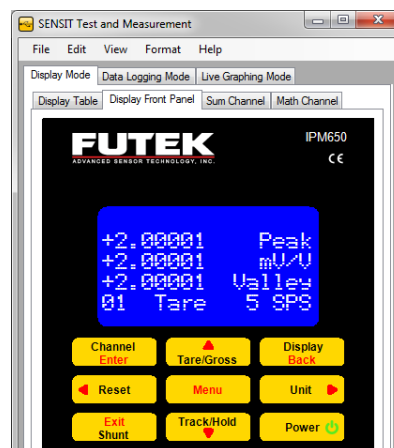 SENSIT Test and Measurement
File Edit View Format Help
Display Mode Data Logging Mode Live Graphing Mode
Display Table Display Front Panel Sum Channel Math Channel
FUTEK IPM650
ADVANCED SENSOR TECHNOLOGY, INC. CE
+2.00001 Peak
+2.00001 mV/V
+2.00001 Valley
01 Tare 5 SPS
Channel Display
Enter Tare/Gross Back
Reset Menu Unit
Exit Track/Hold Power
Shunt